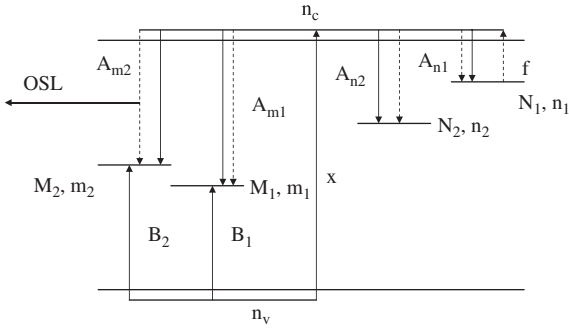 n_c
A_m2
A_n1
f
OSL
A_n2
A_m1
N_1, n_1
N_2, n_2
M_2, m_2
M_1, m_1
x
B_2
B_1
n_v